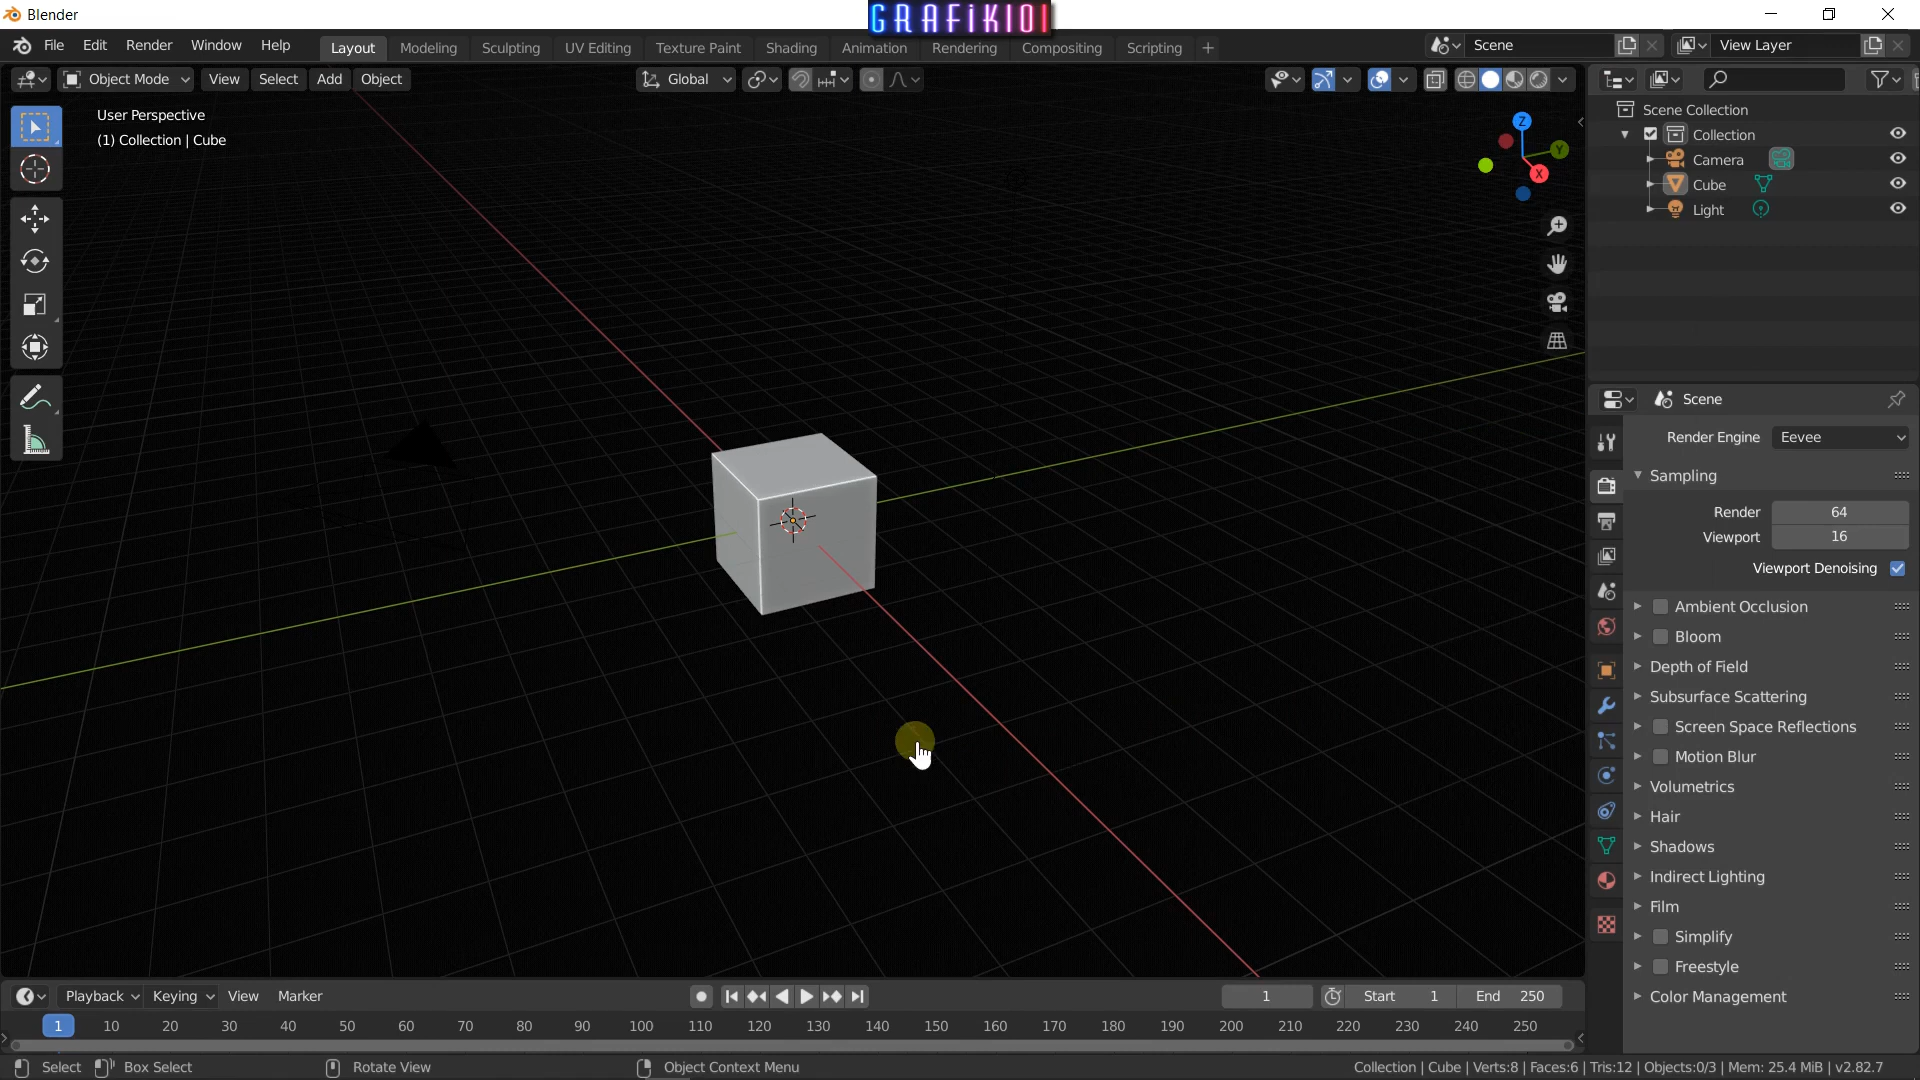 Blender
GRAFiK101
File Edit Render Window Help
Layout Modeling Sculpting UV Editing Texture Paint Shading Animation Rendering Compositing Scripting +
Scene
View Layer
Object Mode View Select Add Object
Global
User Perspective
(1) Collection | Cube
Z
Y
X
Scene Collection
Collection
Camera
Cube
Light
Scene
Render Engine Eevee
Sampling
Render 64
Viewport 16
Viewport Denoising
Ambient Occlusion
Bloom
Depth of Field
Subsurface Scattering
Screen Space Reflections
Motion Blur
Volumetrics
Hair
Shadows
Indirect Lighting
Film
Simplify
Freestyle
Color Management
Playback Keying View Marker
1
Start 1
End 250
1 10 20 30 40 50 60 70 80 90 100 110 120 130 140 150 160 170 180 190 200 210 220 230 240 250
Select Box Select Rotate View Object Context Menu
Collection | Cube | Verts:8 | Faces:6 | Tris:12 | Objects:0/3 | Mem: 25.4 MiB | v2.82.7